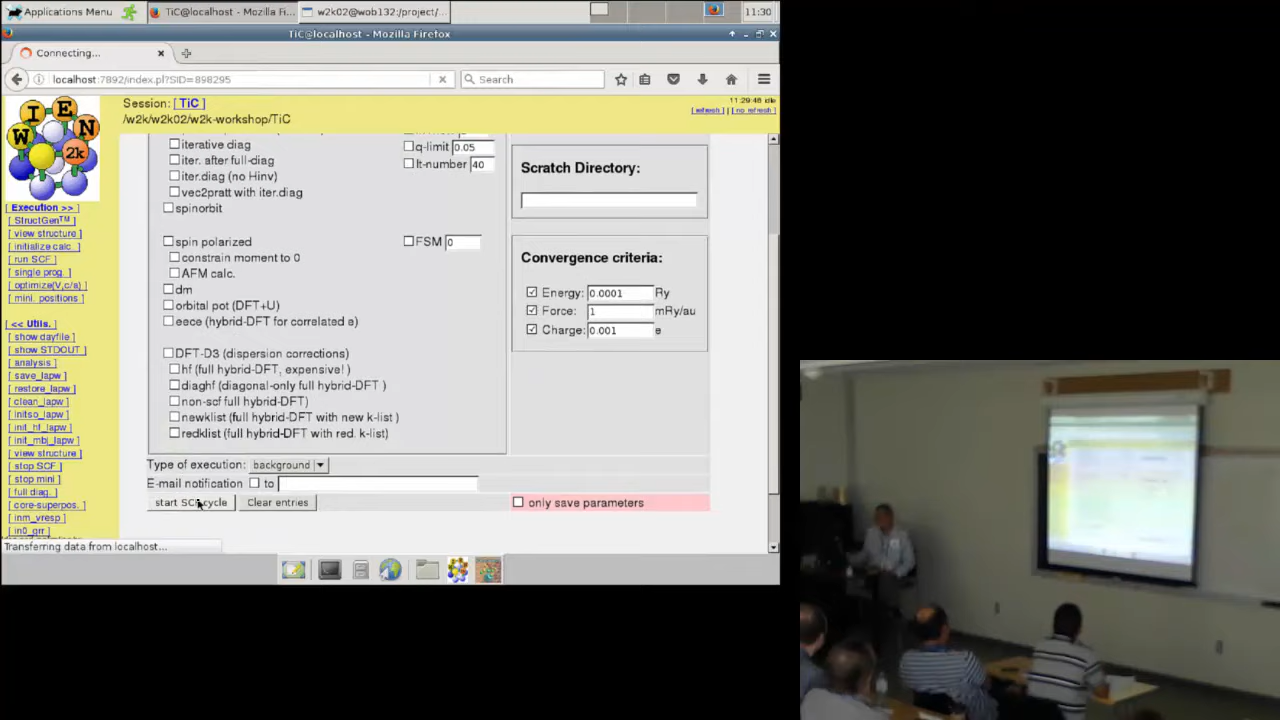 Applications Menu
TiC@localhost - Mozilla Fi...
w2k02@wob132:/project/...
11:30
TiC@localhost - Mozilla Firefox
Connecting...
localhost:7892/index.pl?SID=898295
Search
WIEN 2k
Session: [ TiC ]
/w2k/w2k02/w2k-workshop/TiC
11:29:46 idle
[ refresh ] [ no refresh ]
[ Execution >> ]
[ StructGen™ ]
[ view structure ]
[ initialize calc. ]
[ run SCF ]
[ single prog. ]
[ optimize(V,c/a) ]
[ mini. positions ]
[ << Utils. ]
[ show dayfile ]
[ show STDOUT ]
[ analysis ]
[ save_lapw ]
[ restore_lapw ]
[ clean_lapw ]
[ initso_lapw ]
[ init_hf_lapw ]
[ init_mbj_lapw ]
[ view structure ]
[ stop SCF ]
[ stop mini ]
[ full diag. ]
[ core-superpos. ]
[ inm_vresp ]
[ in0_grr ]
iterative diag
q-limit 0.05
iter. after full-diag
lt-number 40
iter.diag (no Hinv)
vec2pratt with iter.diag
spinorbit
spin polarized
FSM 0
constrain moment to 0
AFM calc.
dm
orbital pot (DFT+U)
eece (hybrid-DFT for correlated e)
DFT-D3 (dispersion corrections)
hf (full hybrid-DFT, expensive! )
diaghf (diagonal-only full hybrid-DFT )
non-scf full hybrid-DFT)
newklist (full hybrid-DFT with new k-list )
redklist (full hybrid-DFT with red. k-list)
Scratch Directory:
Convergence criteria:
Energy: 0.0001 Ry
Force: 1 mRy/au
Charge: 0.001 e
Type of execution: background
E-mail notification to
start SCF cycle
Clear entries
only save parameters
Transferring data from localhost...